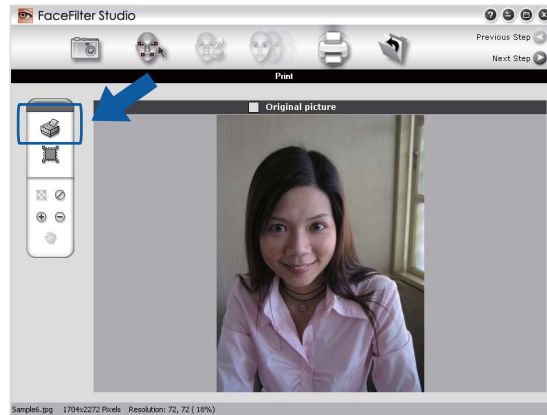 FaceFilter Studio
Previous Step
Next Step
Print
Original picture
Sample6.jpg 1704x2272 Pixels Resolution: 72, 72 ( 18%)